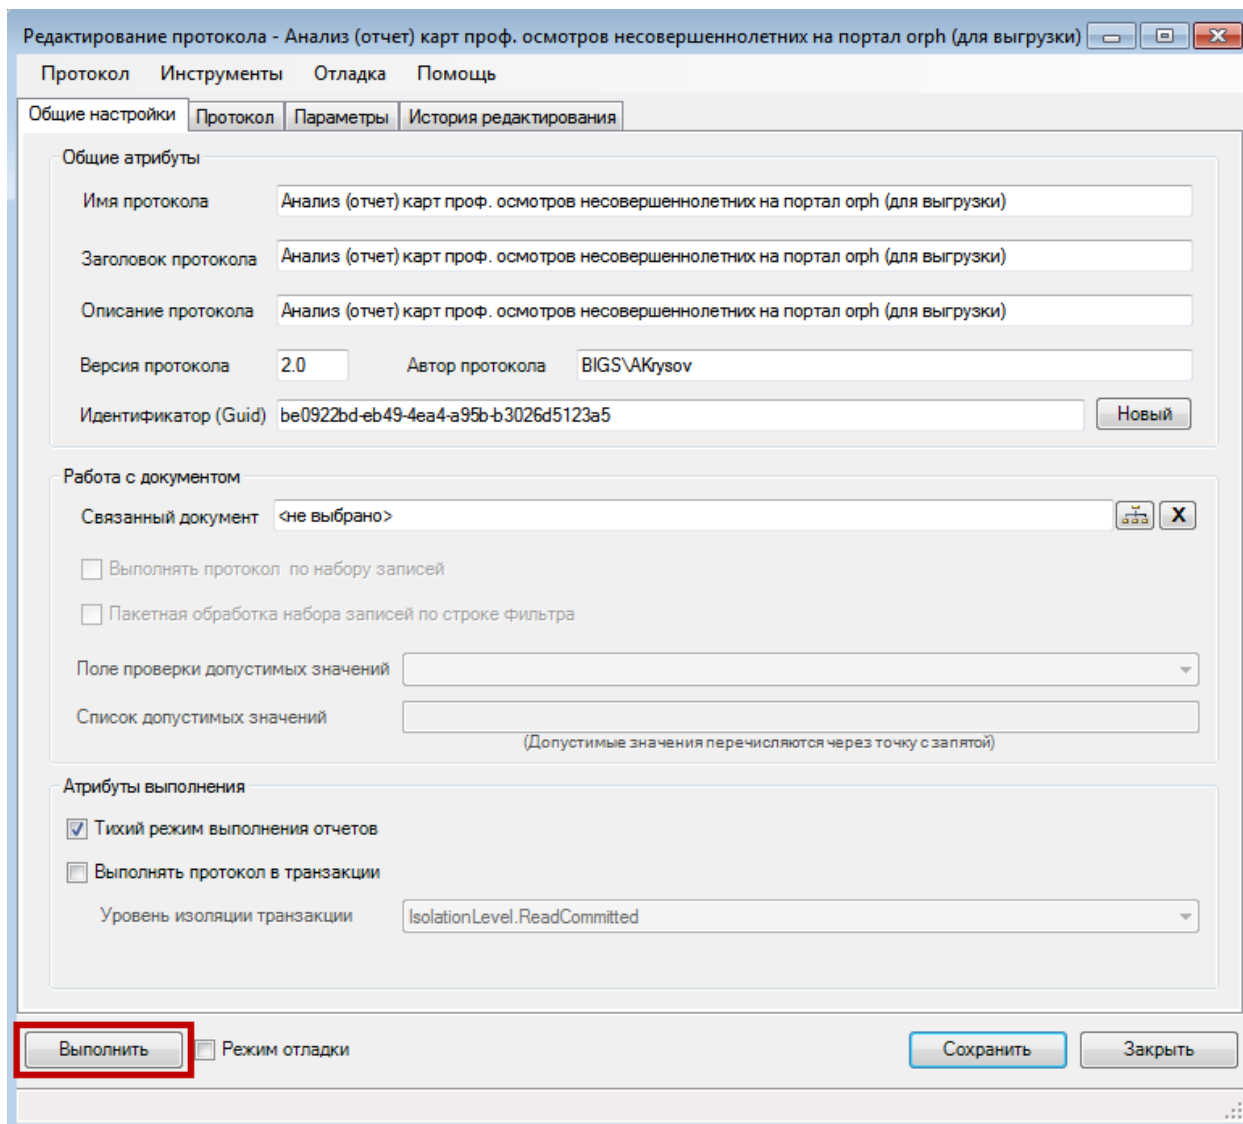 Редактирование протокола - Анализ (отчет) карт проф. осмотров несовершеннолетних на портал orph (для выгрузки)
Протокол Инструменты Отладка Помощь
Общие настройки Протокол Параметры История редактирования
Общие атрибуты
Имя протокола Анализ (отчет) карт проф. осмотров несовершеннолетних на портал orph (для выгрузки)
Заголовок протокола Анализ (отчет) карт проф. осмотров несовершеннолетних на портал orph (для выгрузки)
Описание протокола Анализ (отчет) карт проф. осмотров несовершеннолетних на портал orph (для выгрузки)
Версия протокола 2.0 Автор протокола BIGS\AKrysov
Идентификатор (Guid) be0922bd-eb49-4ea4-a95b-b3026d5123a5 Новый
Работа с документом
Связанный документ <не выбрано> X
Выполнять протокол по набору записей
Пакетная обработка набора записей по строке фильтра
Поле проверки допустимых значений
Список допустимых значений
(Допустимые значения перечисляются через точку с запятой)
Атрибуты выполнения
Тихий режим выполнения отчетов
Выполнять протокол в транзакции
Уровень изоляции транзакции IsolationLevel.ReadCommitted
Выполнить Режим отладки Сохранить Закрыть